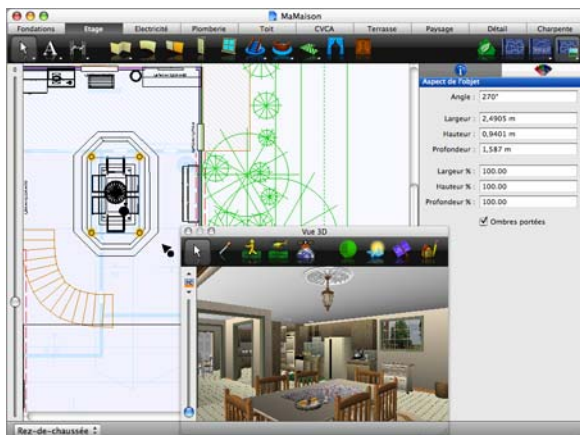 MaMaison
Fondations Etage Electricité Plomberie Toit CVCA Terrasse Paysage Détail Charpente
A
Aspect de l'objet
Angle : 270°
Largeur : 2,4905 m
Hauteur : 0,9401 m
Profondeur : 1,587 m
Largeur % : 100.00
Hauteur % : 100.00
Profondeur % : 100.00
Ombres portées
Vue 3D
Rez-de-chaussée